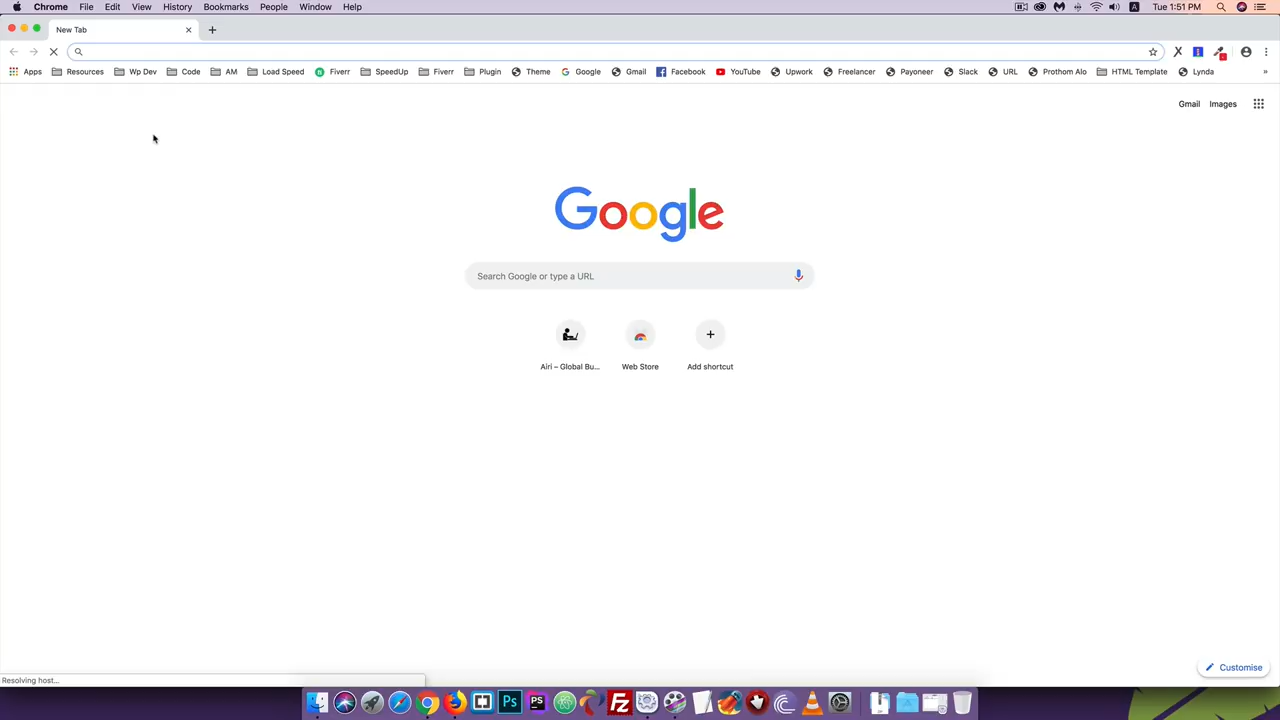 Chrome File Edit View History Bookmarks People Window Help A Tue 1:51 PM
New Tab
Apps Resources Wp Dev Code AM Load Speed Fiverr SpeedUp Fiverr Plugin Theme Google Gmail Facebook YouTube Upwork Freelancer Payoneer Slack URL Prothom Alo HTML Template Lynda »
Gmail Images
Google
Search Google or type a URL
Airi – Global Bu... Web Store Add shortcut
Customise
Resolving host...
Ps PS FZ